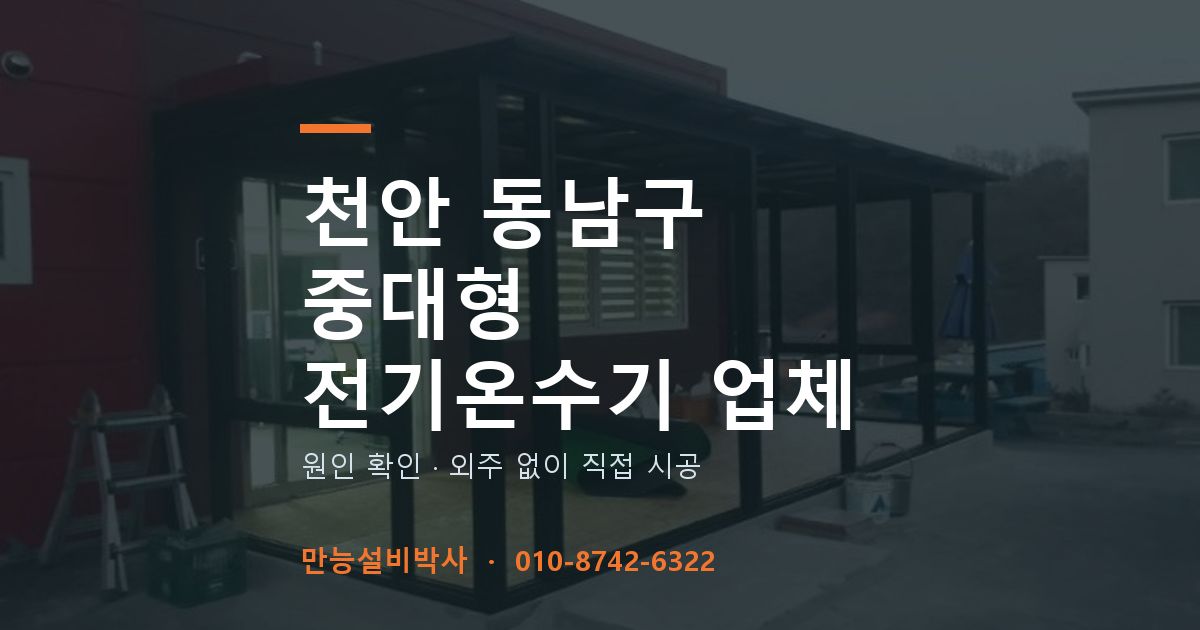 천안 동남구
중대형
전기온수기 업체
원인 확인 · 외주 없이 직접 시공
만능설비박사 · 010-8742-6322